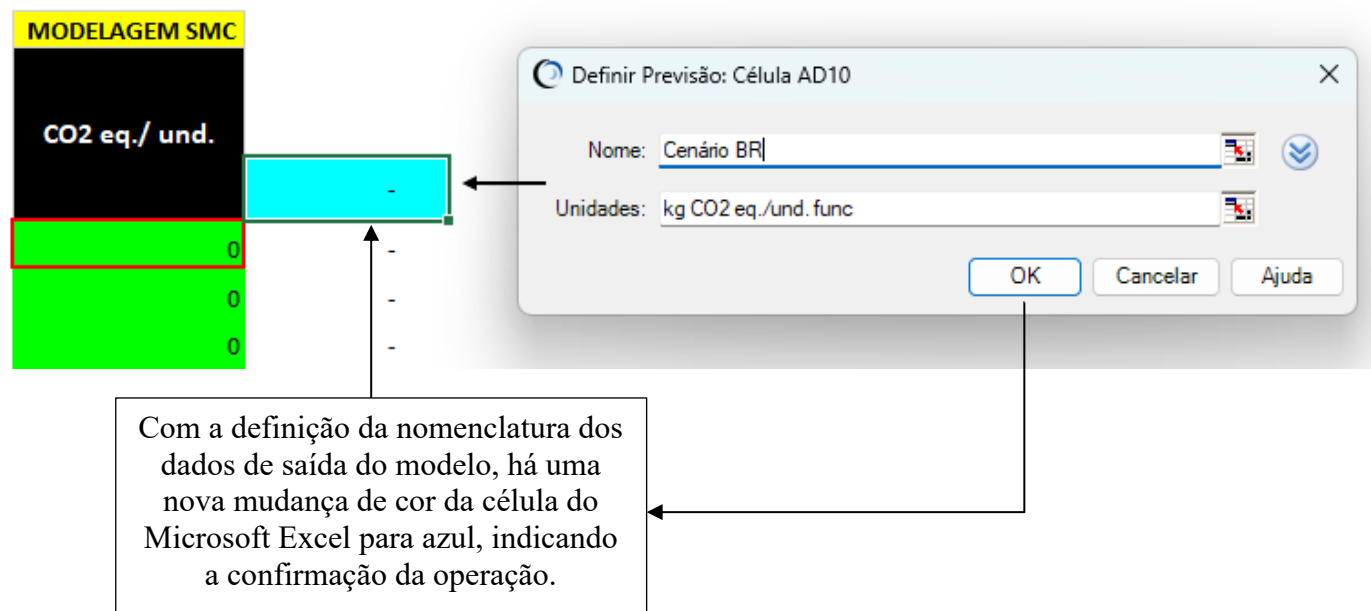 MODELAGEM SMC
CO2 eq./ und.
-
0 -
0 -
0 -
Definir Previsão: Célula AD10
Nome: Cenário BR
Unidades: kg CO2 eq./und. func
OK Cancelar Ajuda
Com a definição da nomenclatura dos
dados de saída do modelo, há uma
nova mudança de cor da célula do
Microsoft Excel para azul, indicando
a confirmação da operação.